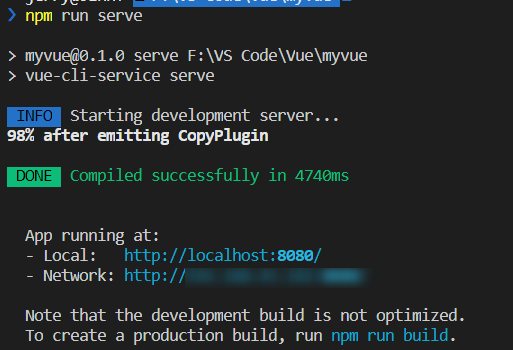 ❯ npm run serve
> myvue@0.1.0 serve F:\VS Code\Vue\myvue
> vue-cli-service serve
INFO Starting development server...
98% after emitting CopyPlugin
DONE Compiled successfully in 4740ms
App running at:
- Local: http://localhost:8080/
- Network: http://
Note that the development build is not optimized.
To create a production build, run npm run build.